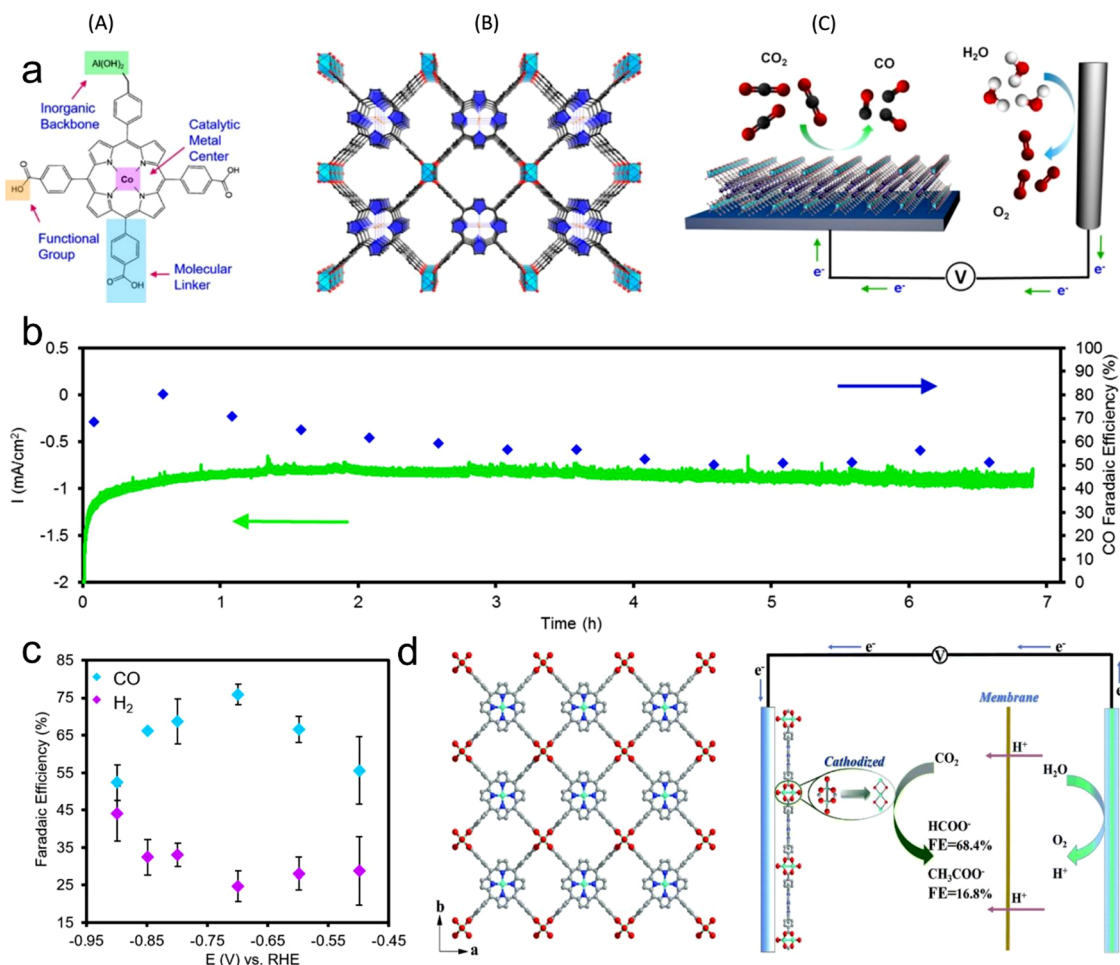 (A)
(B)
(C)
a
Al(OH)₂
Inorganic
Backbone
Catalytic
Metal
Center
N
N
N
N
Co
O
HO
O
OH
Functional
Group
O
OH
Molecular
Linker
CO₂
CO
H₂O
O₂
V
e⁻
e⁻
e⁻
e⁻
b
0.5
0
-0.5
-1
-1.5
-2
I (mA/cm²)
100
90
80
70
60
50
40
30
20
10
0
CO Faradaic Efficiency (%)
0
1
2
3
4
5
6
7
Time (h)
c
CO
H₂
85
75
65
55
45
35
25
15
Faradaic Efficiency (%)
-0.95
-0.85
-0.75
-0.65
-0.55
-0.45
E (V) vs. RHE
d
b
a
e⁻
e⁻
V
e⁻
e⁻
Membrane
Cathodized
CO₂
H⁺
H₂O
HCOO⁻
FE=68.4%
CH₃COO⁻
FE=16.8%
O₂
H⁺
H⁺